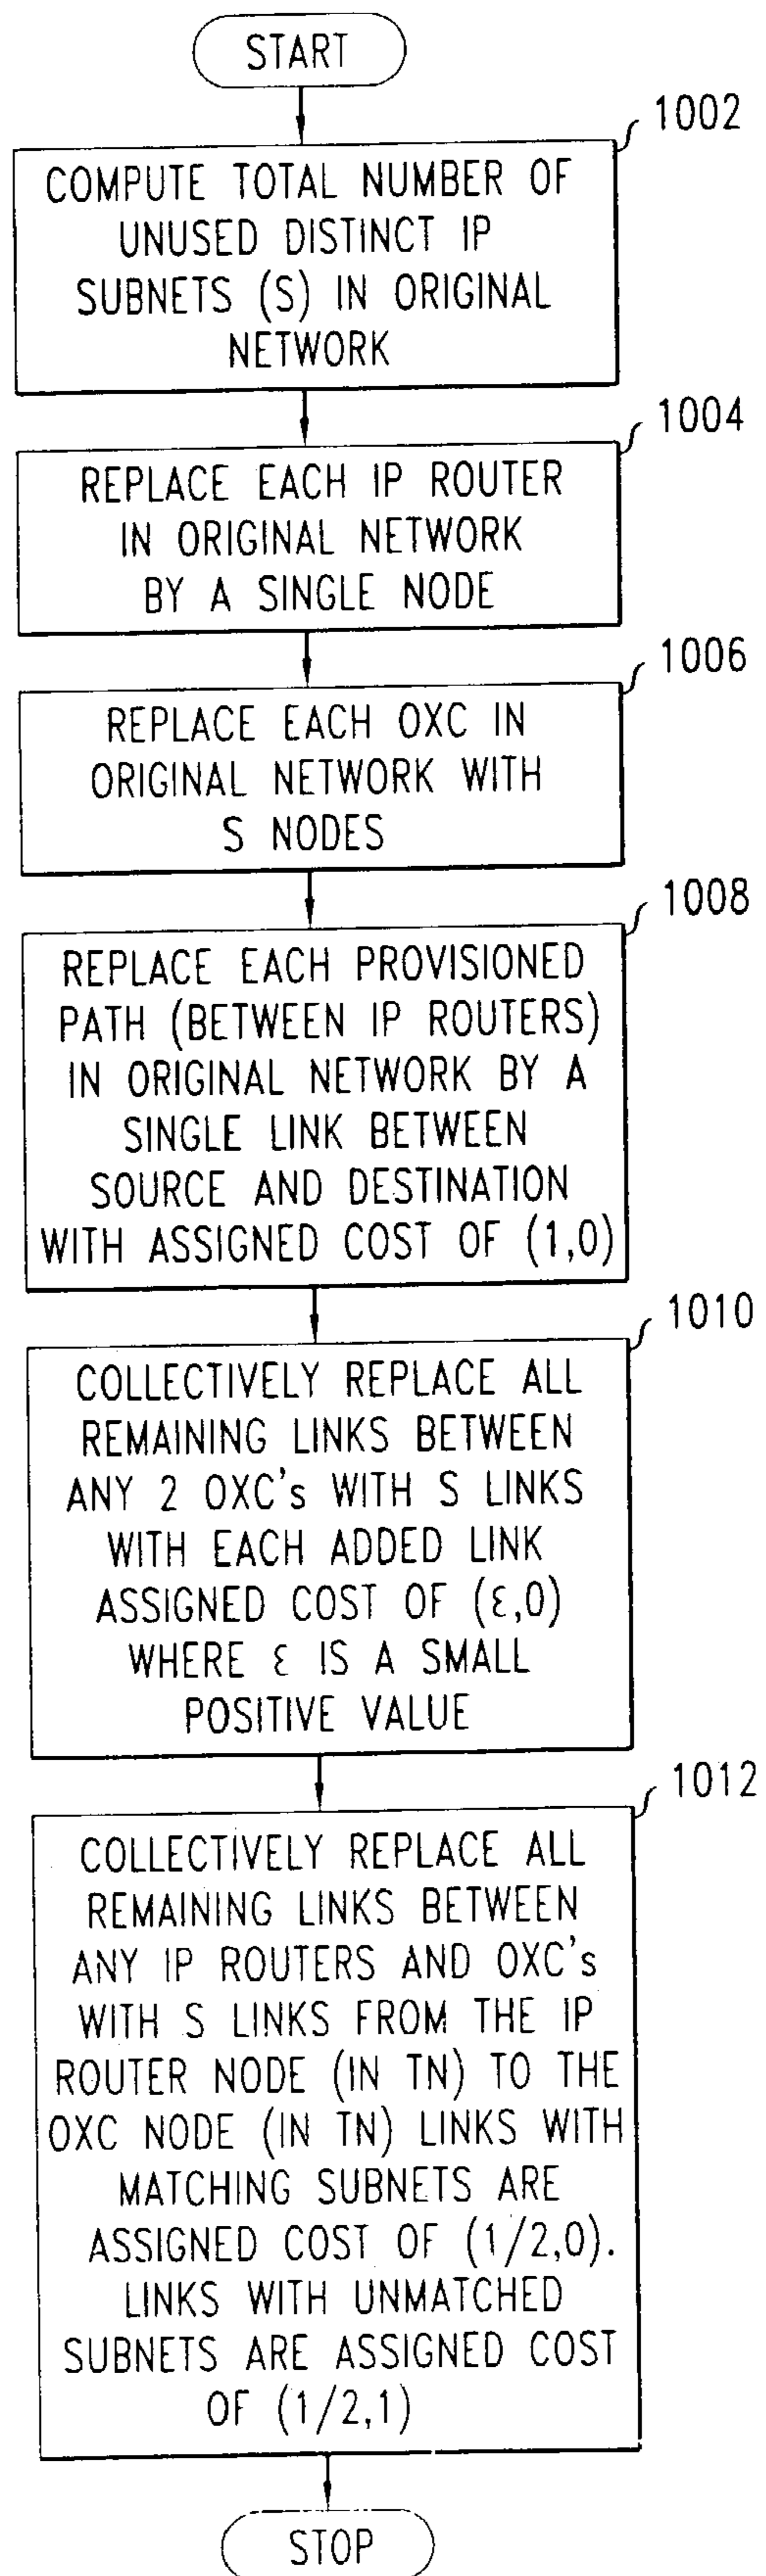 START
1002
COMPUTE TOTAL NUMBER OF
UNUSED DISTINCT IP
SUBNETS (S) IN ORIGINAL
NETWORK
1004
REPLACE EACH IP ROUTER
IN ORIGINAL NETWORK
BY A SINGLE NODE
1006
REPLACE EACH OXC IN
ORIGINAL NETWORK WITH
S NODES
1008
REPLACE EACH PROVISIONED
PATH (BETWEEN IP ROUTERS)
IN ORIGINAL NETWORK BY A
SINGLE LINK BETWEEN
SOURCE AND DESTINATION
WITH ASSIGNED COST OF (1,0)
1010
COLLECTIVELY REPLACE ALL
REMAINING LINKS BETWEEN
ANY 2 OXC's WITH S LINKS
WITH EACH ADDED LINK
ASSIGNED COST OF (ε,0)
WHERE ε IS A SMALL
POSITIVE VALUE
1012
COLLECTIVELY REPLACE ALL
REMAINING LINKS BETWEEN
ANY IP ROUTERS AND OXC's
WITH S LINKS FROM THE IP
ROUTER NODE (IN TN) TO THE
OXC NODE (IN TN) LINKS WITH
MATCHING SUBNETS ARE
ASSIGNED COST OF (1/2,0).
LINKS WITH UNMATCHED
SUBNETS ARE ASSIGNED COST
OF (1/2,1)
STOP